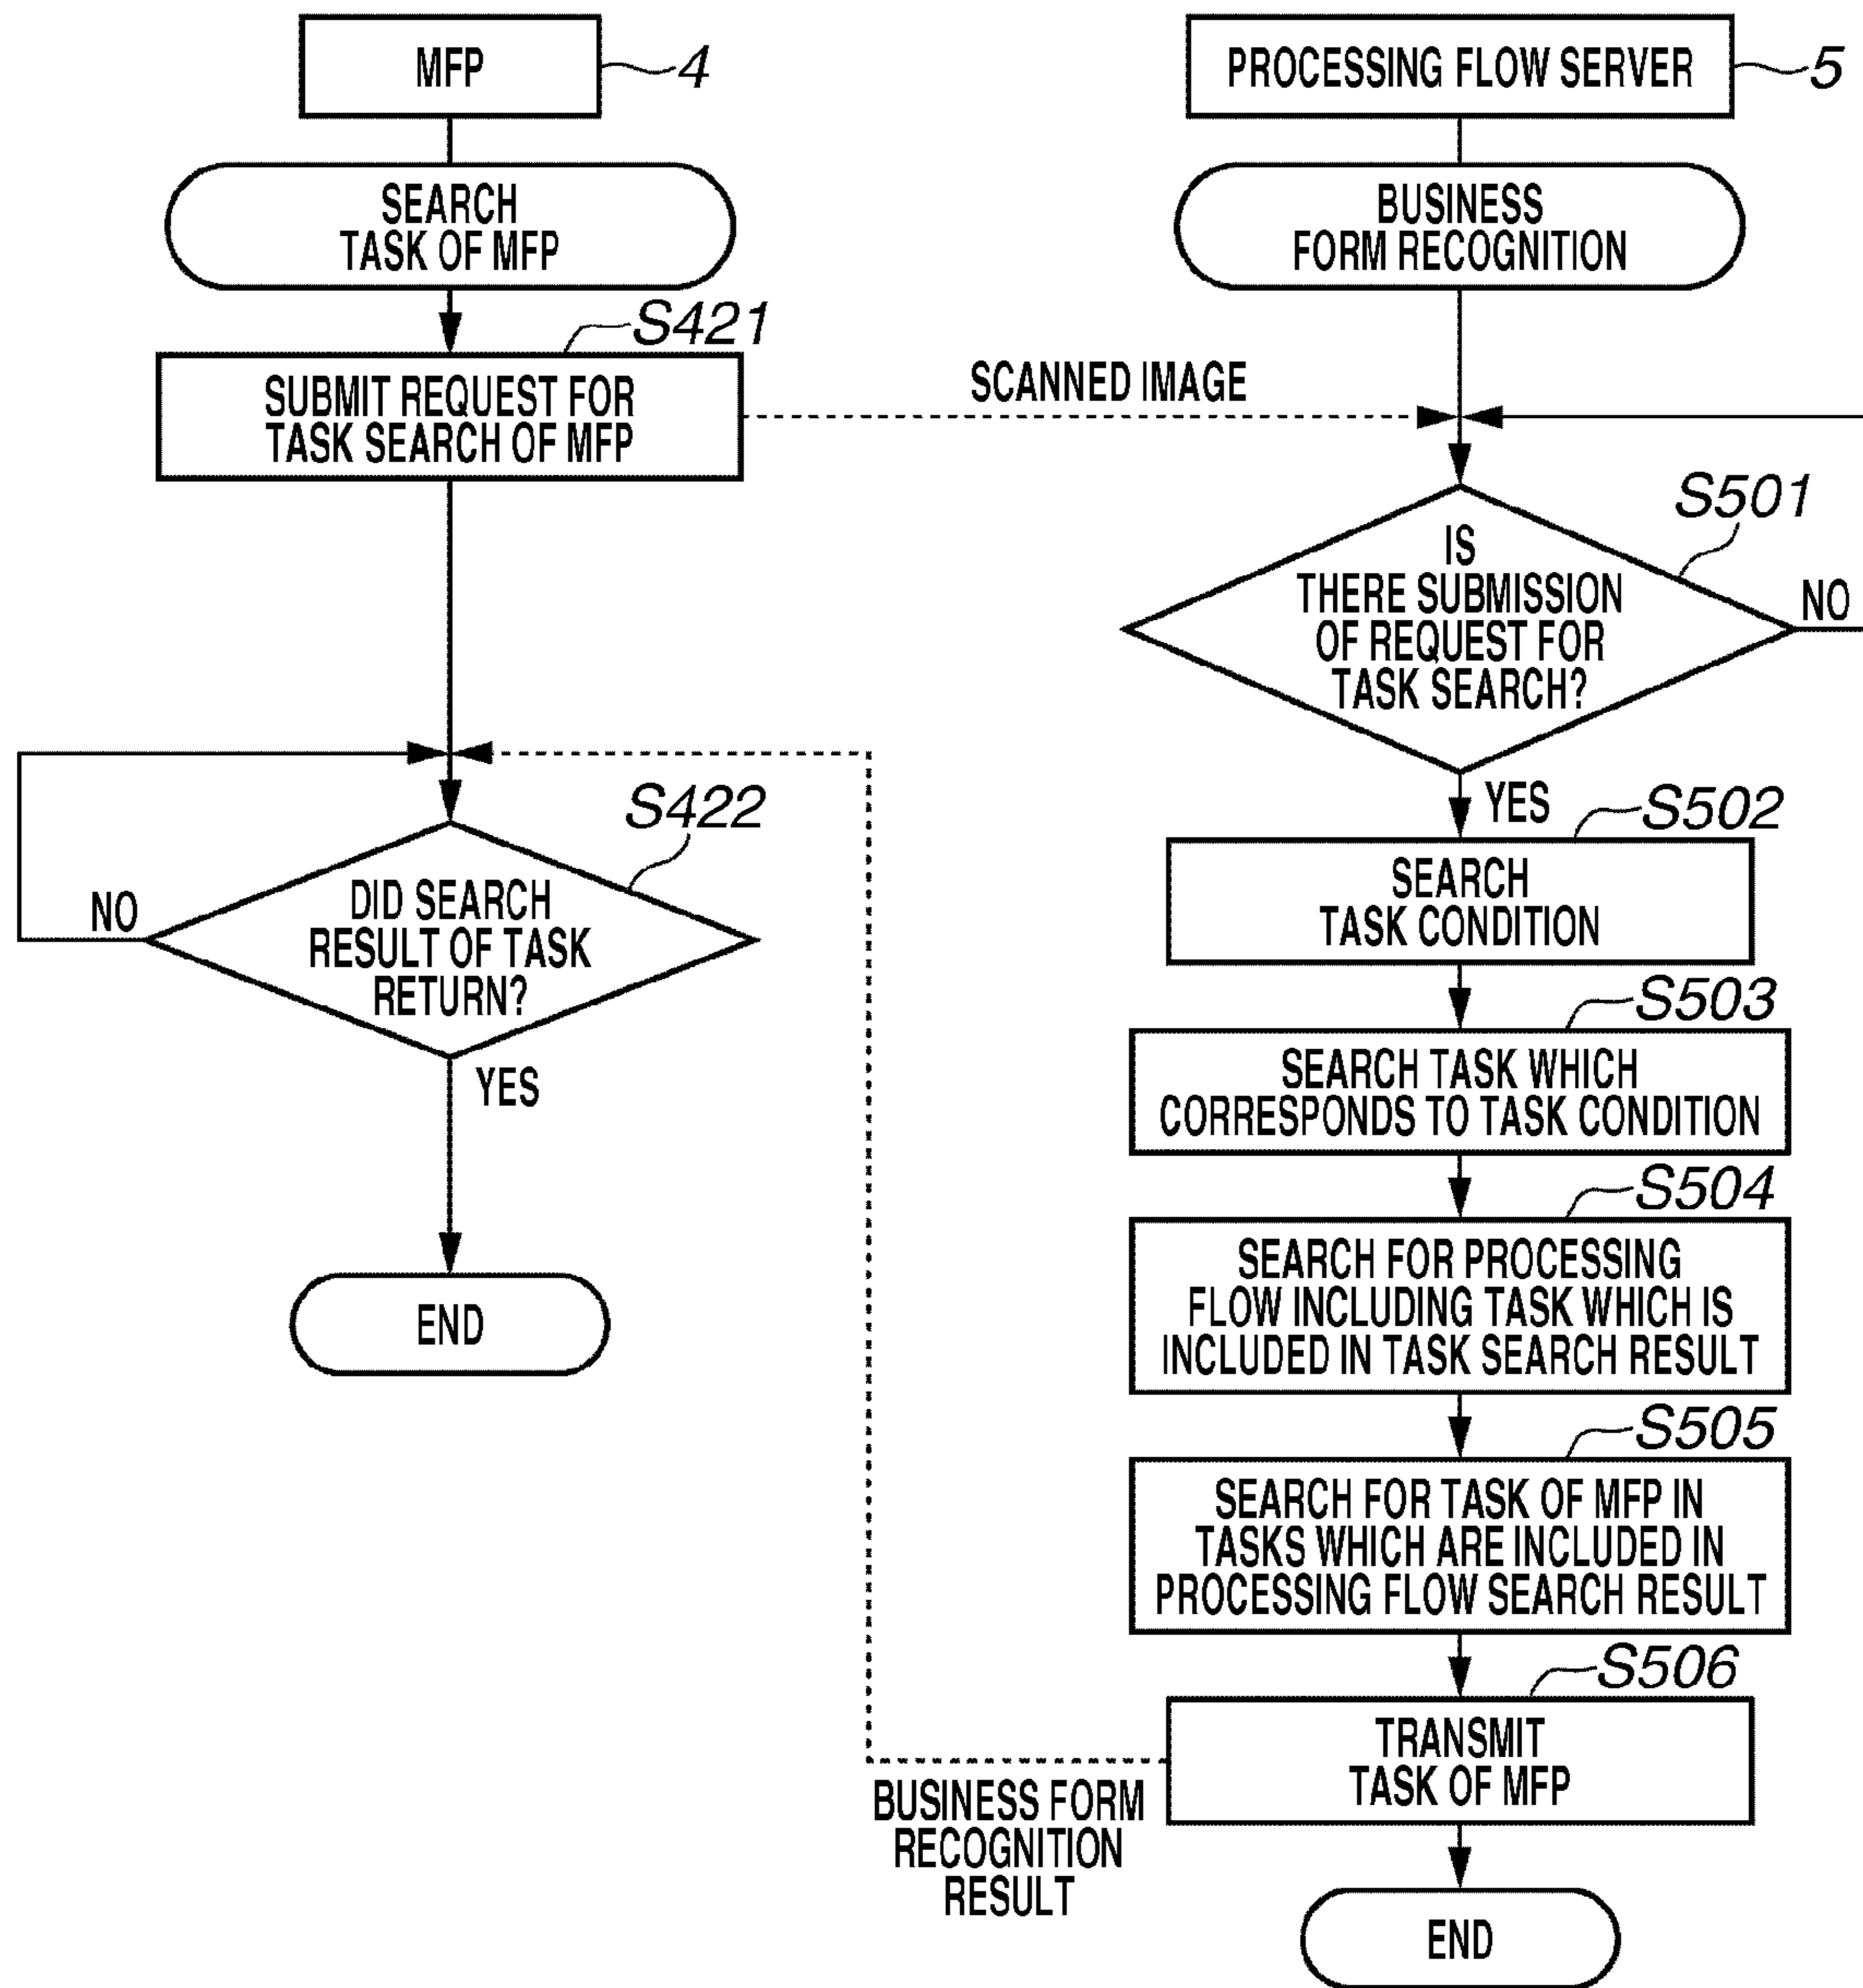 MFP
4
SEARCH
TASK OF MFP
S421
SUBMIT REQUEST FOR
TASK SEARCH OF MFP
SCANNED IMAGE
S422
DID SEARCH
RESULT OF TASK
RETURN?
NO
YES
END
PROCESSING FLOW SERVER
5
BUSINESS
FORM RECOGNITION
S501
IS
THERE SUBMISSION
OF REQUEST FOR
TASK SEARCH?
NO
YES
S502
SEARCH
TASK CONDITION
S503
SEARCH TASK WHICH
CORRESPONDS TO TASK CONDITION
S504
SEARCH FOR PROCESSING
FLOW INCLUDING TASK WHICH IS
INCLUDED IN TASK SEARCH RESULT
S505
SEARCH FOR TASK OF MFP IN
TASKS WHICH ARE INCLUDED IN
PROCESSING FLOW SEARCH RESULT
S506
TRANSMIT
TASK OF MFP
BUSINESS FORM
RECOGNITION
RESULT
END